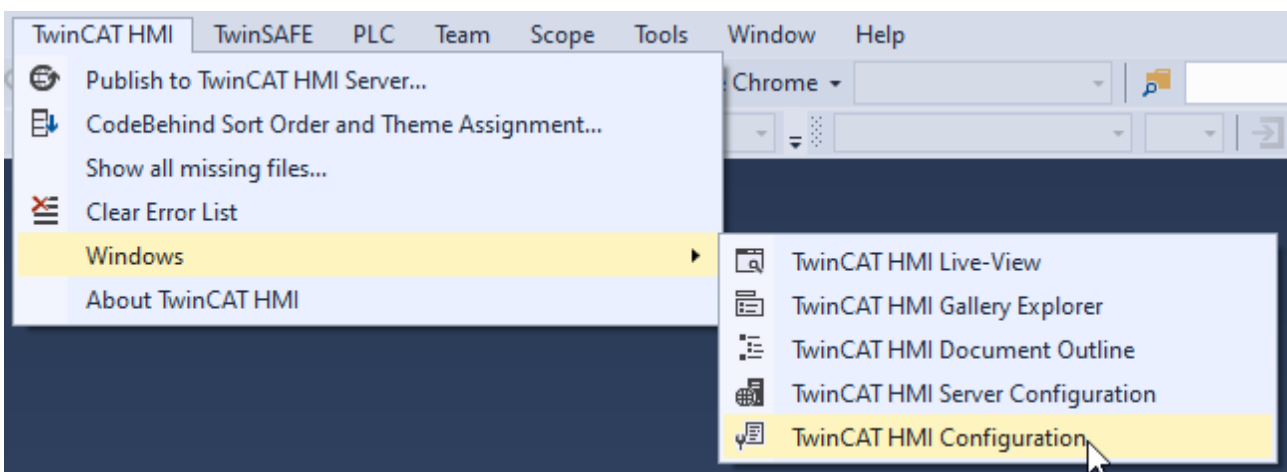 TwinCAT HMI TwinSAFE PLC Team Scope Tools Window Help
Publish to TwinCAT HMI Server...
Chrome
CodeBehind Sort Order and Theme Assignment...
Show all missing files...
Clear Error List
Windows
About TwinCAT HMI
TwinCAT HMI Live-View
TwinCAT HMI Gallery Explorer
TwinCAT HMI Document Outline
TwinCAT HMI Server Configuration
TwinCAT HMI Configuration